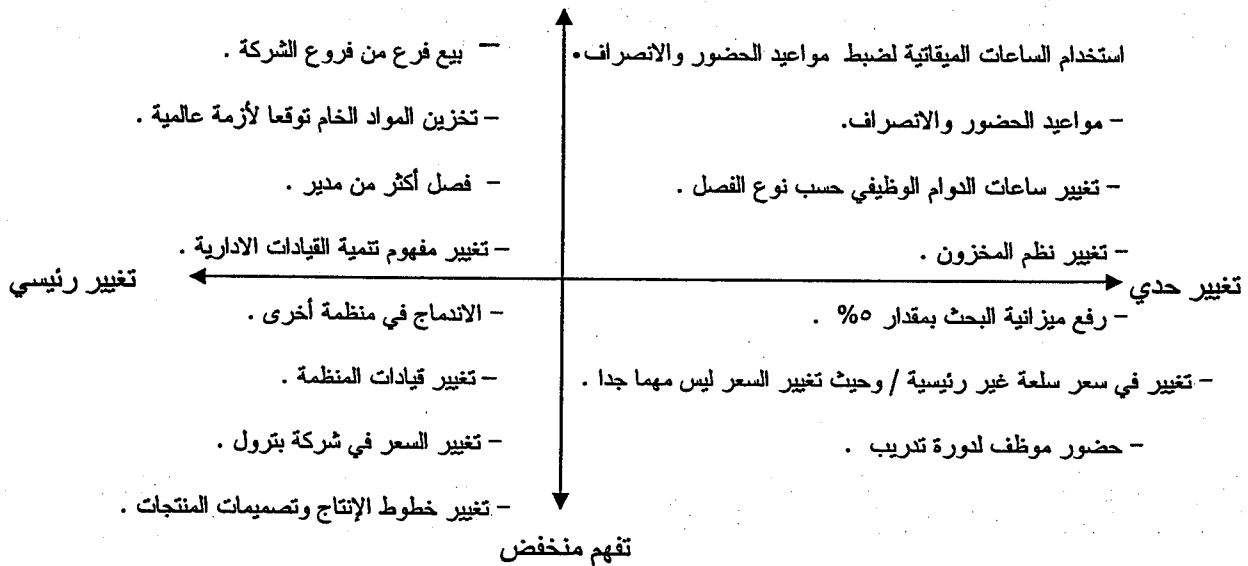 استخدام الساعات الميقاتية لضبط مواعيد الحضور والانصراف.
- مواعيد الحضور والانصراف.
- تغيير ساعات الدوام الوظيفي حسب نوع الفصل .
- تغيير نظم المخزون .
- بيع فرع من فروع الشركة .
- تخزين المواد الخام توقعا لأزمة عالمية .
- فصل أكثر من مدير .
- تغيير مفهوم تنمية القيادات الادارية .
تغيير حدي
تغيير رئيسي
- رفع ميزانية البحث بمقدار ٥% .
- تغيير في سعر سلعة غير رئيسية / وحيث تغيير السعر ليس مهما جدا .
- حضور موظف لدورة تدريب .
- الاندماج في منظمة أخرى .
- تغيير قيادات المنظمة .
- تغيير السعر في شركة بترول .
- تغيير خطوط الإنتاج وتصميمات المنتجات .
تفهم منخفض